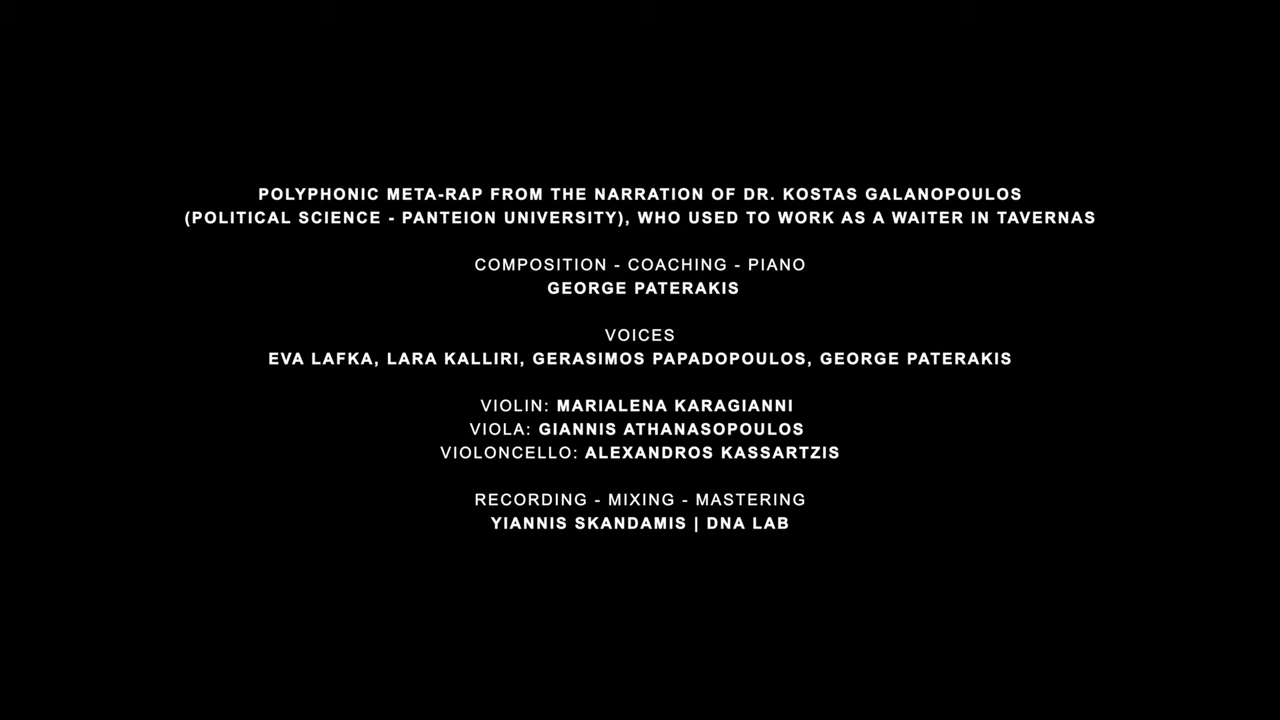 POLYPHONIC META-RAP FROM THE NARRATION OF DR. KOSTAS GALANOPOULOS
(POLITICAL SCIENCE - PANTEION UNIVERSITY), WHO USED TO WORK AS A WAITER IN TAVERNAS
COMPOSITION - COACHING - PIANO
GEORGE PATERAKIS
VOICES
EVA LAFKA, LARA KALLIRI, GERASIMOS PAPADOPOULOS, GEORGE PATERAKIS
VIOLIN: MARIALENA KARAGIANNI
VIOLA: GIANNIS ATHANASOPOULOS
VIOLONCELLO: ALEXANDROS KASSARTZIS
RECORDING - MIXING - MASTERING
YIANNIS SKANDAMIS | DNA LAB